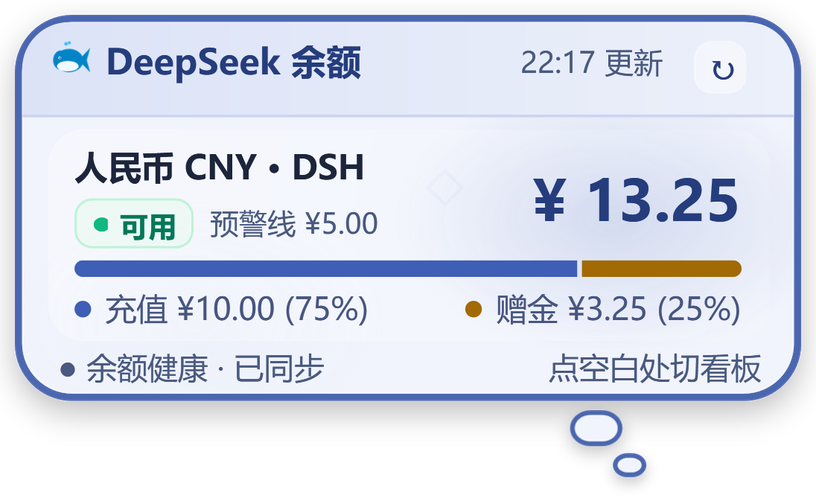 DeepSeek 余额
22:17 更新
人民币 CNY • DSH
¥ 13.25
可用
预警线 ¥5.00
充值 ¥10.00 (75%)
赠金 ¥3.25 (25%)
余额健康 · 已同步
点空白处切看板